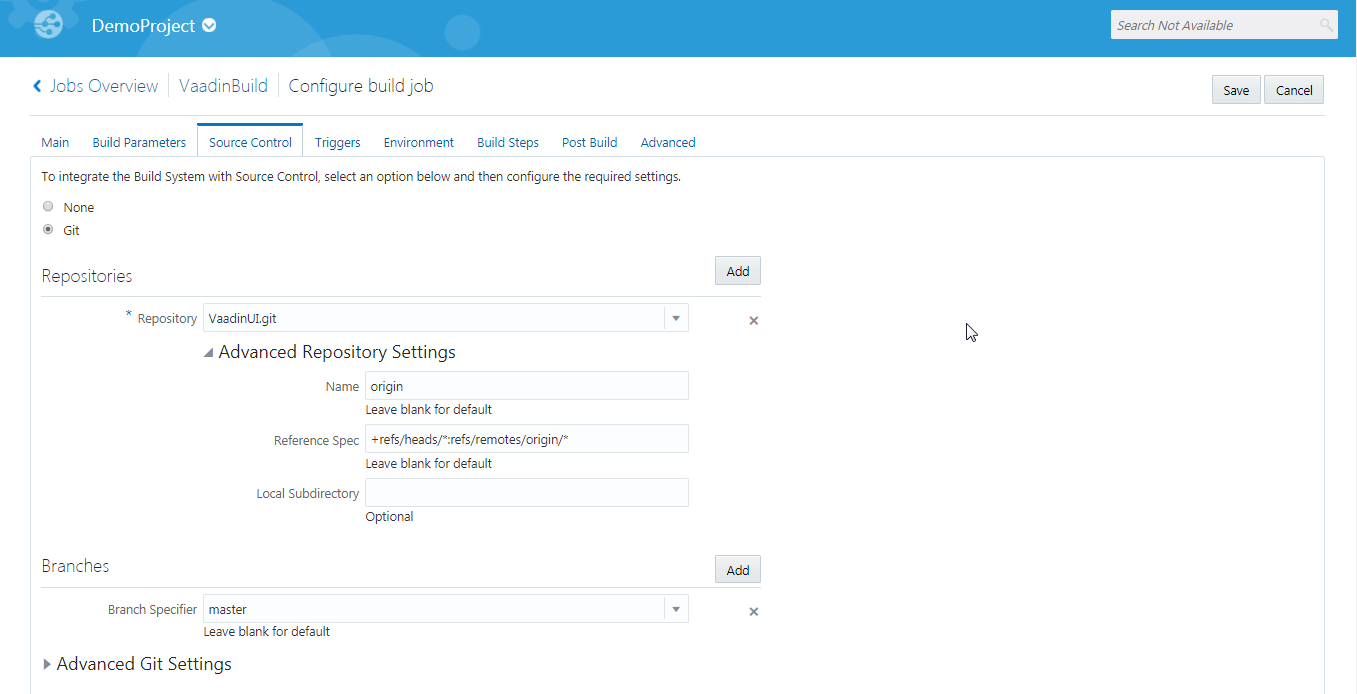 DemoProject
Search Not Available
Jobs Overview VaadinBuild Configure build job
Save Cancel
Main Build Parameters Source Control Triggers Environment Build Steps Post Build Advanced
To integrate the Build System with Source Control, select an option below and then configure the required settings.
None
Git
Repositories Add
* Repository VaadinUI.git
Advanced Repository Settings
Name origin
Leave blank for default
Reference Spec +refs/heads/*:refs/remotes/origin/*
Leave blank for default
Local Subdirectory
Optional
Branches Add
Branch Specifier master
Leave blank for default
Advanced Git Settings